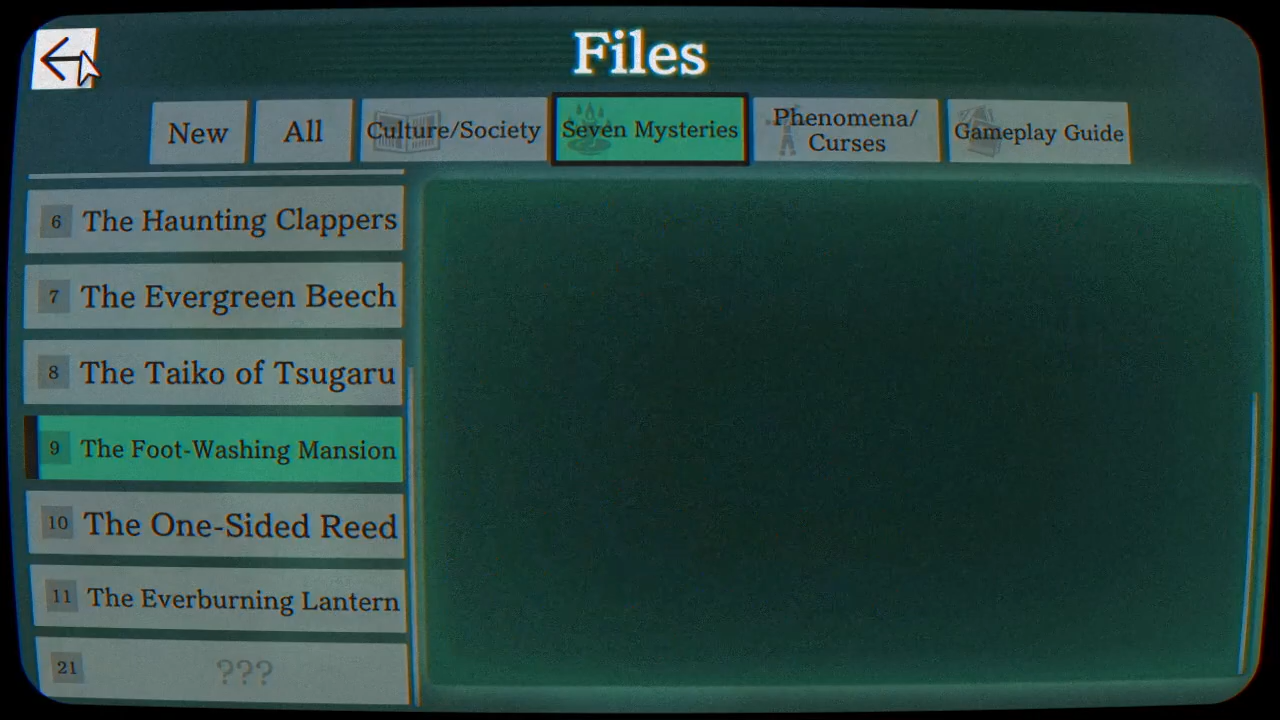 Files
New
All
Culture/Society
Seven Mysteries
Phenomena/
Curses
Gameplay Guide
6 The Haunting Clappers
7 The Evergreen Beech
8 The Taiko of Tsugaru
9 The Foot-Washing Mansion
10 The One-Sided Reed
11 The Everburning Lantern
21 ???